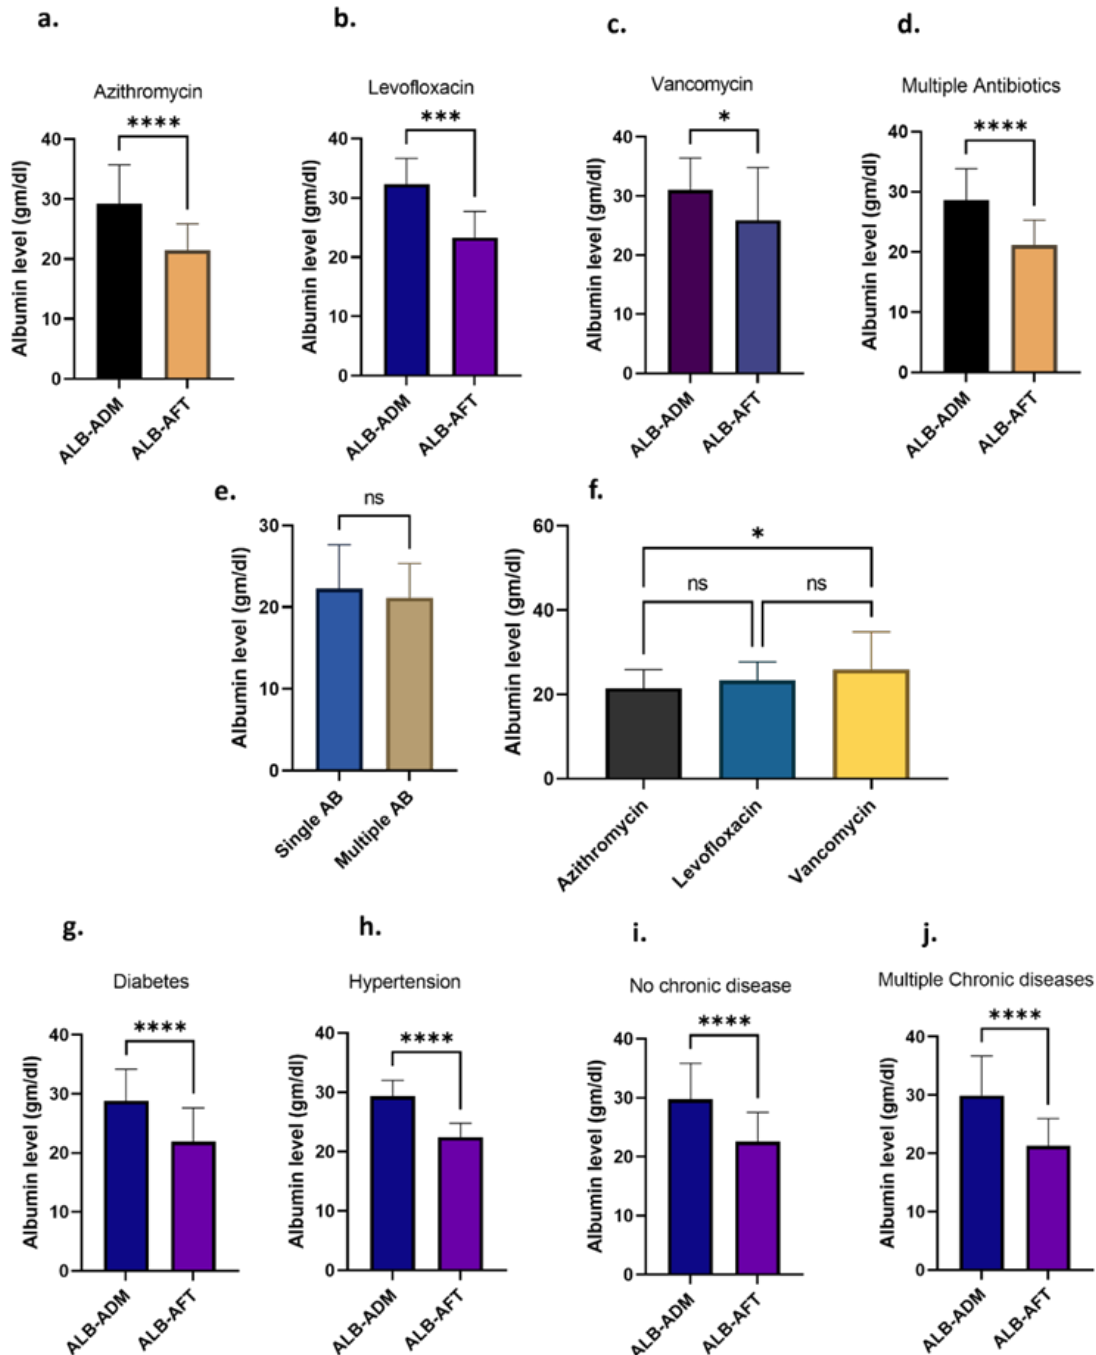 a.
Azithromycin
****
Albumin level (gm/dl)
40
30
20
10
0
ALB-ADM
ALB-AFT
b.
Levofloxacin
***
Albumin level (gm/dl)
40
30
20
10
0
ALB-ADM
ALB-AFT
c.
Vancomycin
*
Albumin level (gm/dl)
40
30
20
10
0
ALB-ADM
ALB-AFT
d.
Multiple Antibiotics
****
Albumin level (gm/dl)
40
30
20
10
0
ALB-ADM
ALB-AFT
e.
ns
Albumin level (gm/dl)
30
20
10
0
Single AB
Multiple AB
f.
*
ns
ns
Albumin level (gm/dl)
60
40
20
0
Azithromycin
Levofloxacin
Vancomycin
g.
Diabetes
****
Albumin level (gm/dl)
40
30
20
10
0
ALB-ADM
ALB-AFT
h.
Hypertension
****
Albumin level (gm/dl)
40
30
20
10
0
ALB-ADM
ALB-AFT
i.
No chronic disease
****
Albumin level (gm/dl)
40
30
20
10
0
ALB-ADM
ALB-AFT
j.
Multiple Chronic diseases
****
Albumin level (gm/dl)
40
30
20
10
0
ALB-ADM
ALB-AFT